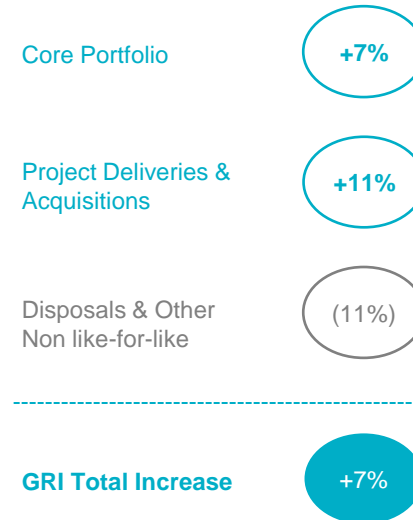 Core Portfolio +7%
Project Deliveries &
Acquisitions +11%
Disposals & Other
Non like-for-like (11%)
GRI Total Increase +7%